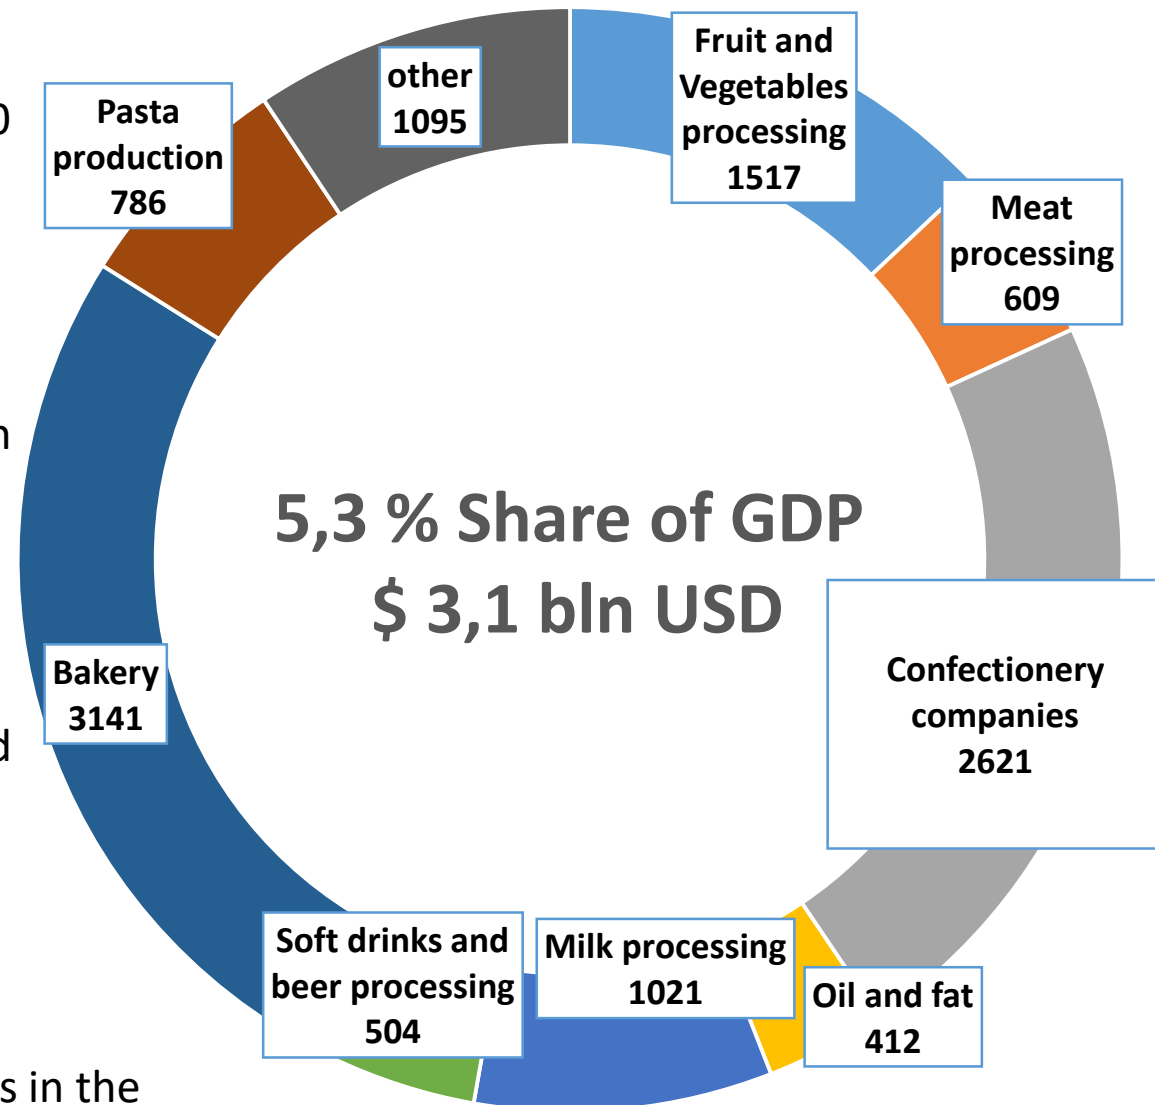 Fruit and
Vegetables
processing
1517
other
1095
Pasta
production
786
Meat
processing
609
5,3 % Share of GDP
$ 3,1 bln USD
Confectionery
companies
2621
Bakery
3141
Soft drinks and
beer processing
504
Milk processing
1021
Oil and fat
412
s in the